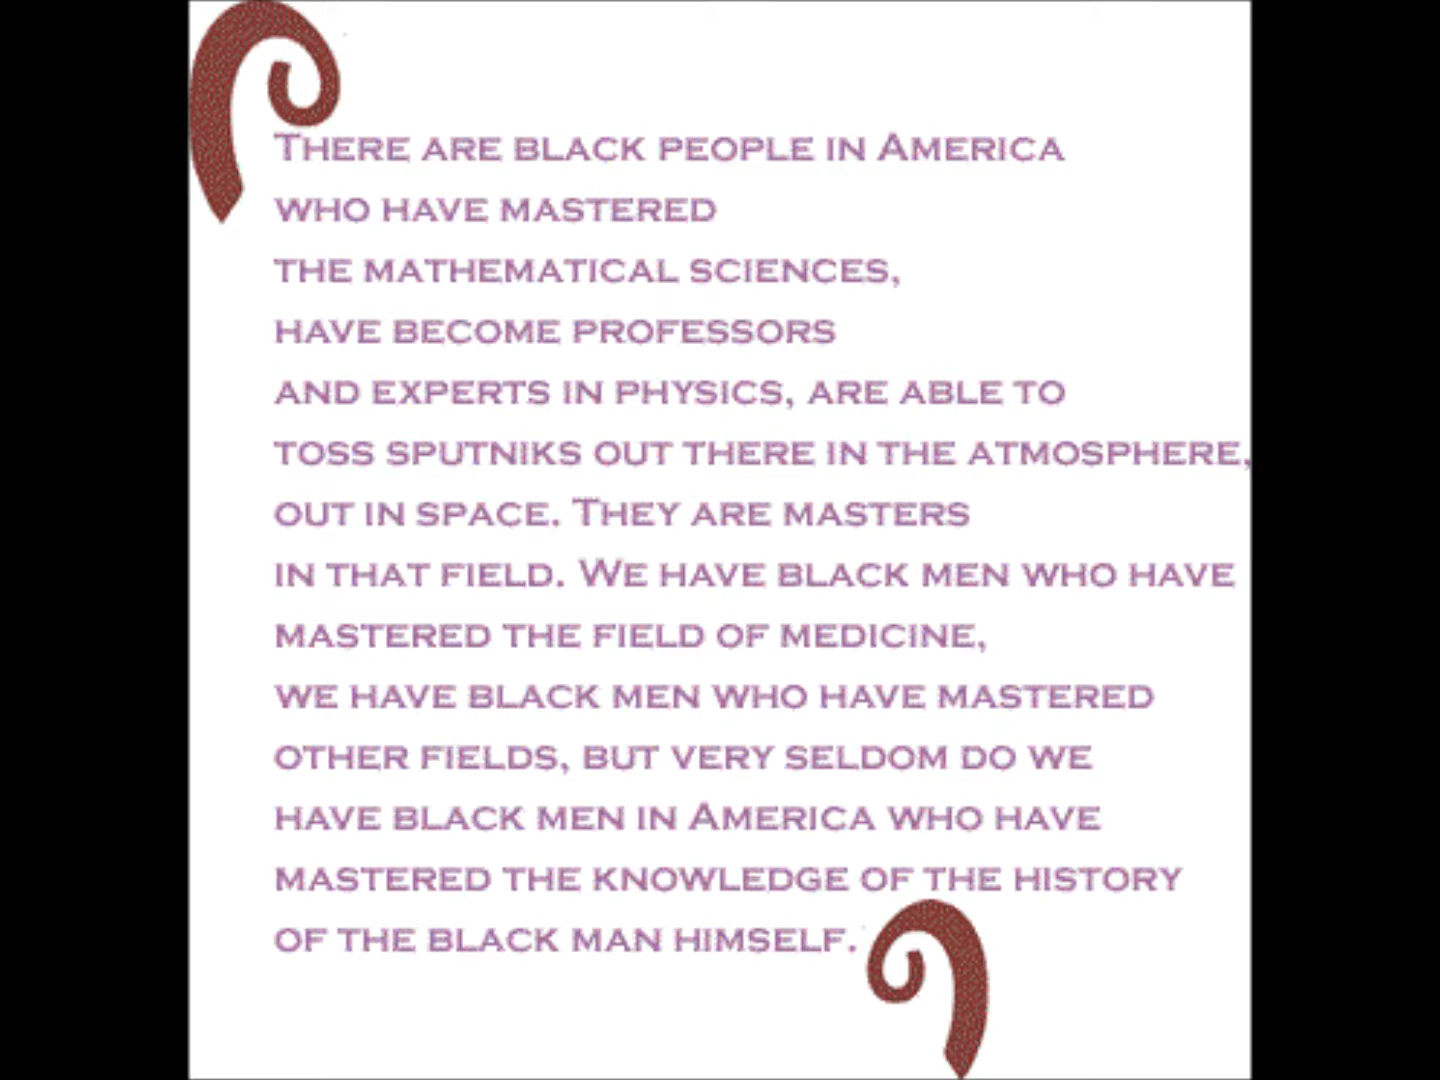 There are black people in America
who have mastered
the mathematical sciences,
have become professors
and experts in physics, are able to
toss sputniks out there in the atmosphere,
out in space. They are masters
in that field. We have black men who have
mastered the field of medicine,
we have black men who have mastered
other fields, but very seldom do we
have black men in America who have
mastered the knowledge of the history
of the black man himself.